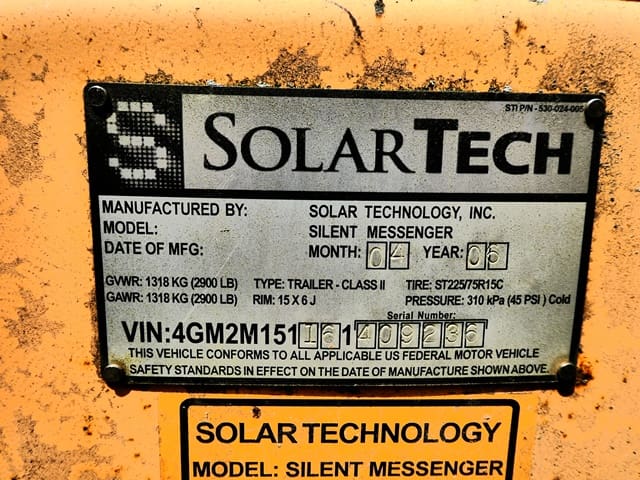 STI P/N - 530-024-005
S SOLARTECH
MANUFACTURED BY: SOLAR TECHNOLOGY, INC.
MODEL: SILENT MESSENGER
DATE OF MFG: MONTH: 04 YEAR: 06
GVWR: 1318 KG (2900 LB) TYPE: TRAILER - CLASS II TIRE: ST225/75R15C
GAWR: 1318 KG (2900 LB) RIM: 15 X 6 J PRESSURE: 310 kPa (45 PSI) Cold
Serial Number:
VIN:4GM2M151161409236
THIS VEHICLE CONFORMS TO ALL APPLICABLE US FEDERAL MOTOR VEHICLE
SAFETY STANDARDS IN EFFECT ON THE DATE OF MANUFACTURE SHOWN ABOVE.
SOLAR TECHNOLOGY
MODEL: SILENT MESSENGER